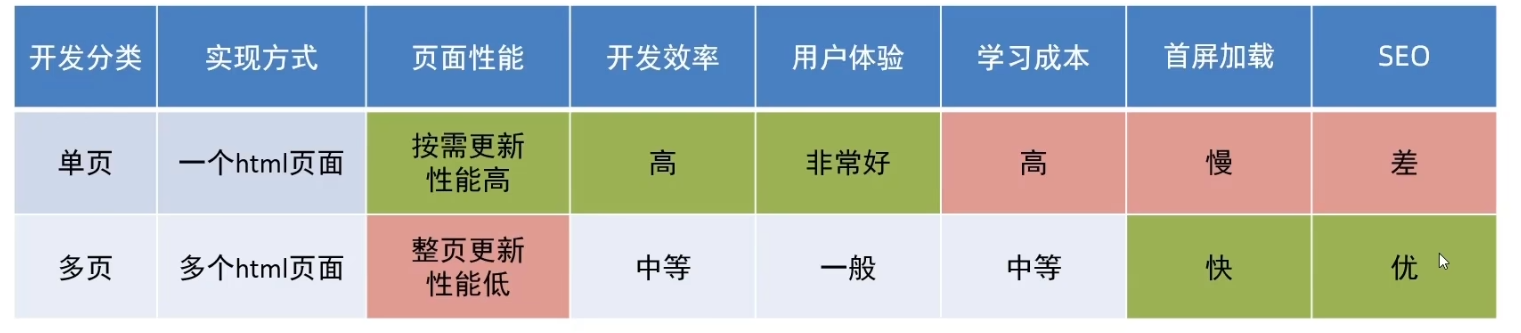 开发分类 实现方式 页面性能 开发效率 用户体验 学习成本 首屏加载 SEO
单页 一个html页面 按需更新 性能高 高 非常好 高 慢 差
多页 多个html页面 整页更新 性能低 中等 一般 中等 快 优